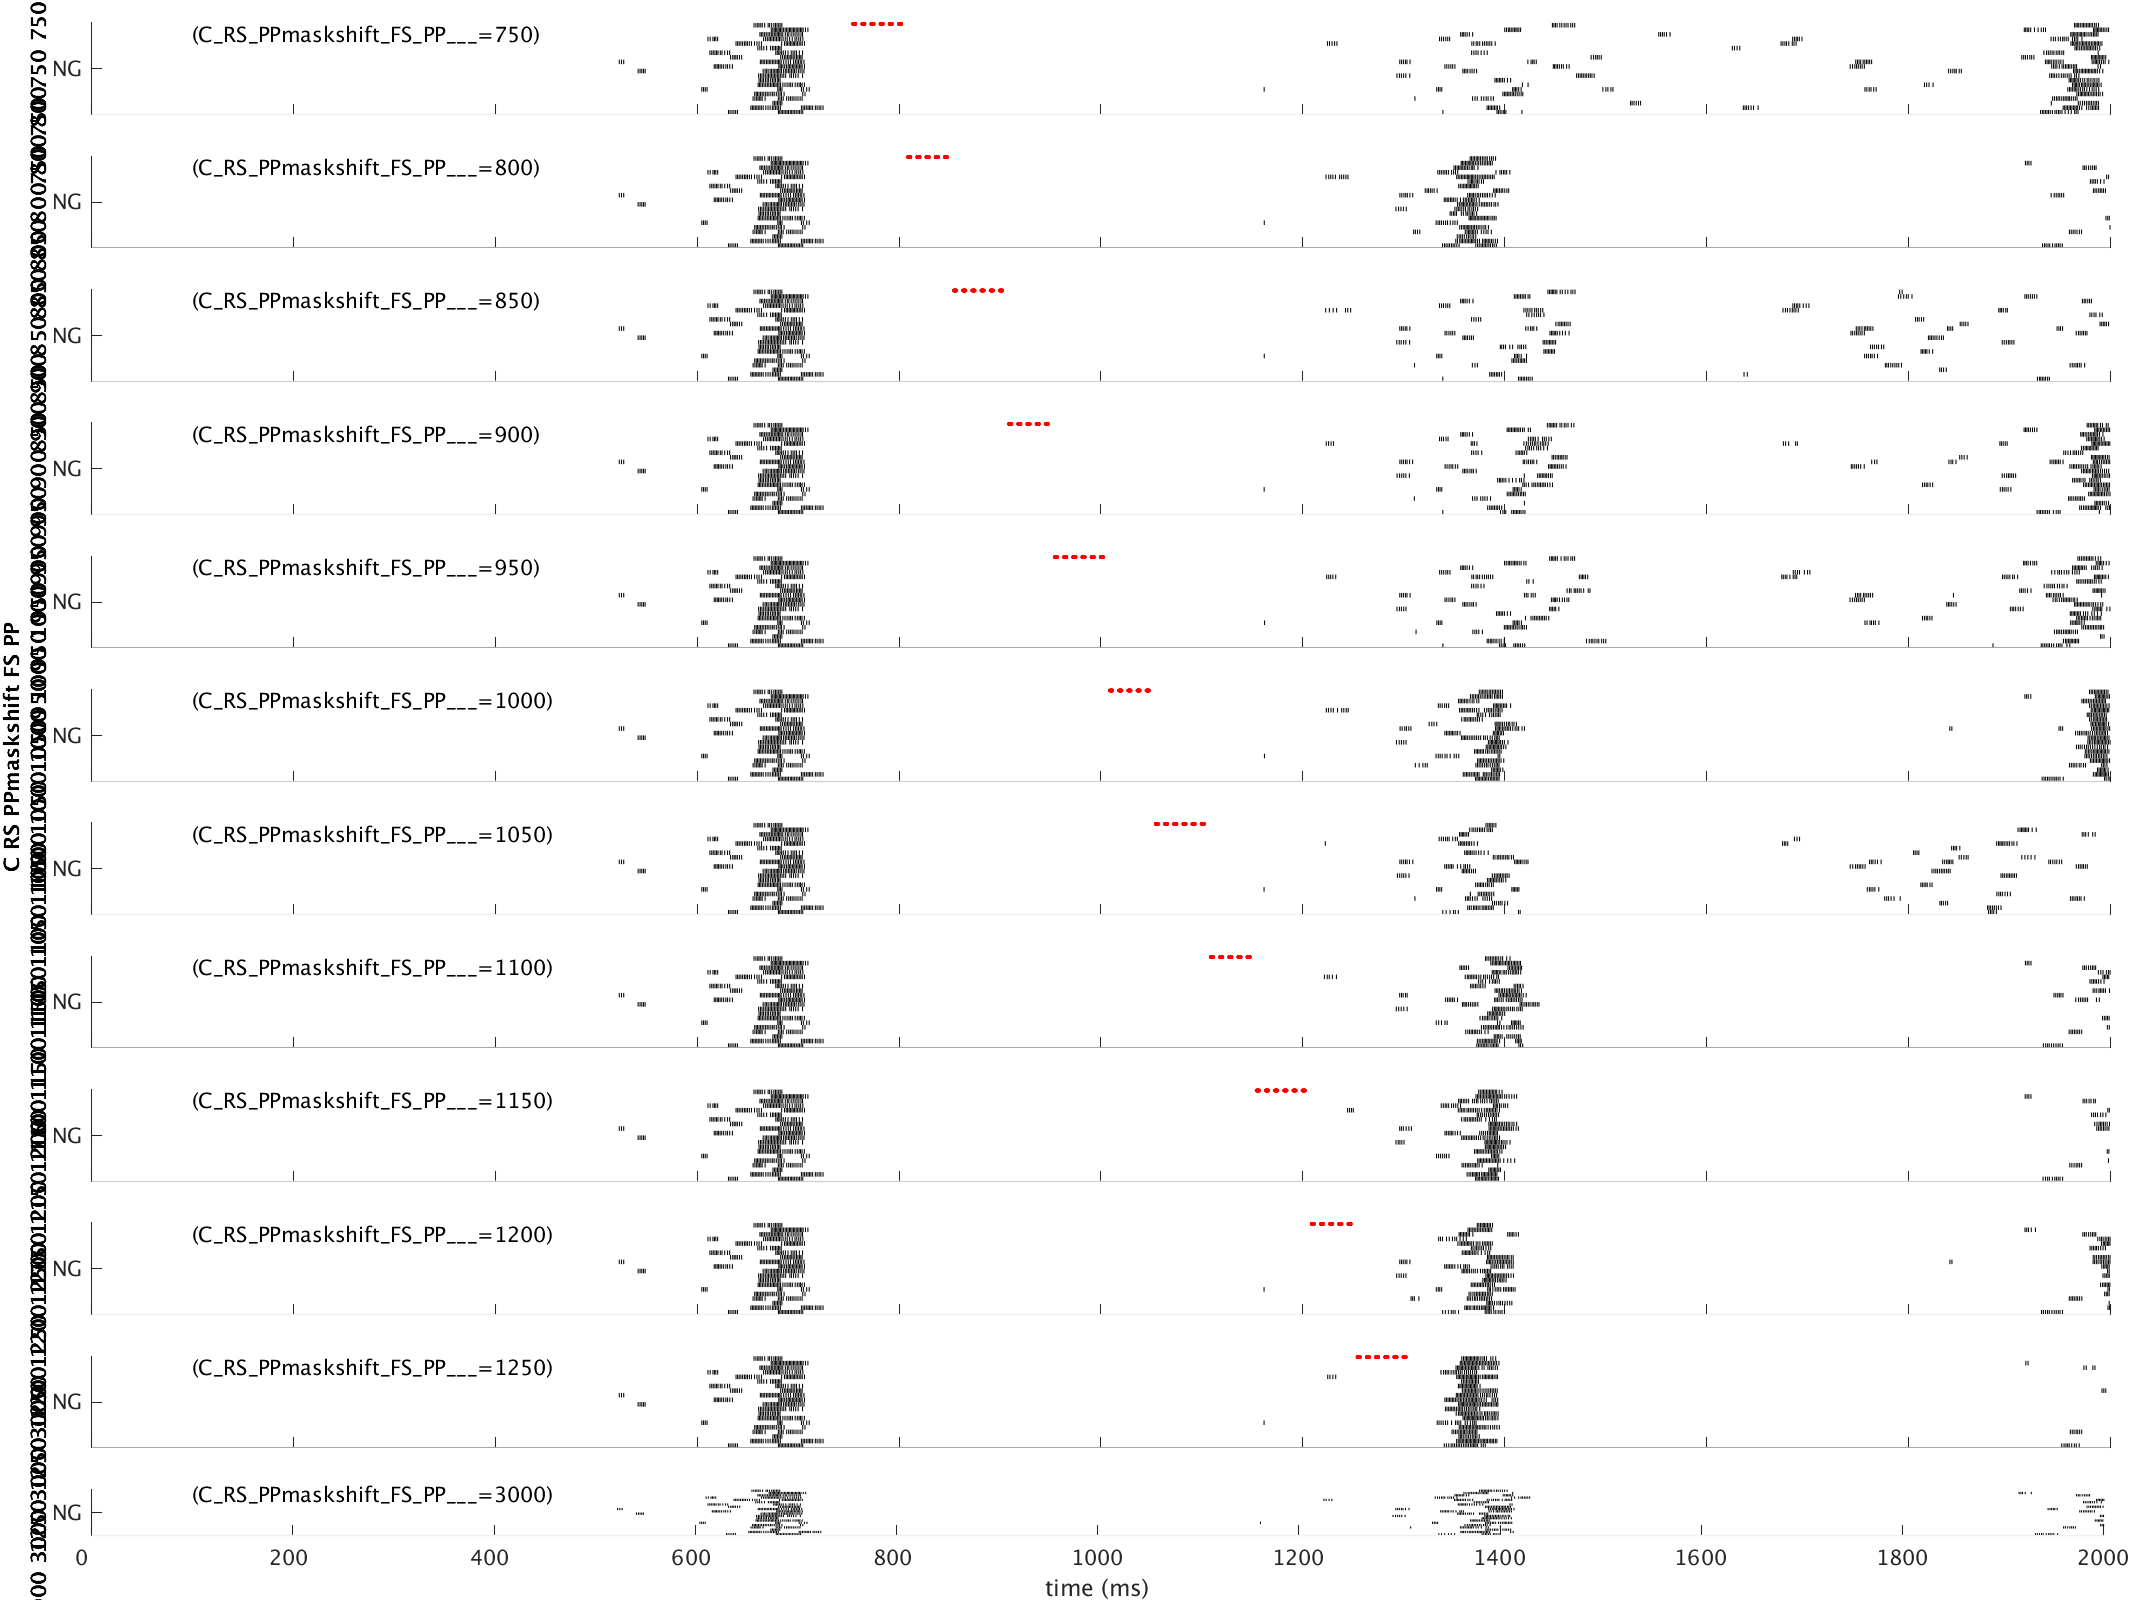 (C_RS_PPmaskshift_FS_PP___=750)
NG
(C_RS_PPmaskshift_FS_PP___=800)
NG
(C_RS_PPmaskshift_FS_PP___=850)
NG
(C_RS_PPmaskshift_FS_PP___=900)
NG
(C_RS_PPmaskshift_FS_PP___=950)
NG
(C_RS_PPmaskshift_FS_PP___=1000)
NG
(C_RS_PPmaskshift_FS_PP___=1050)
NG
(C_RS_PPmaskshift_FS_PP___=1100)
NG
(C_RS_PPmaskshift_FS_PP___=1150)
NG
(C_RS_PPmaskshift_FS_PP___=1200)
NG
(C_RS_PPmaskshift_FS_PP___=1250)
NG
(C_RS_PPmaskshift_FS_PP___=3000)
NG
C RS PPmaskshift FS PP
0 200 400 600 800 1000 1200 1400 1600 1800 2000
time (ms)